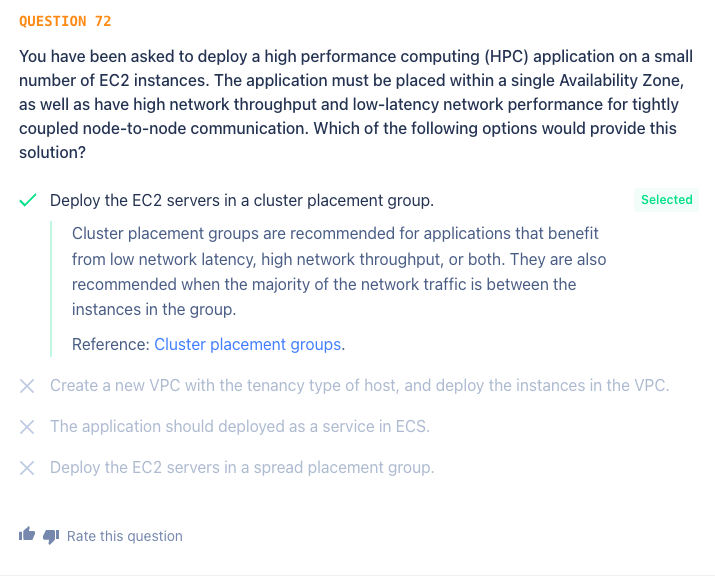 QUESTION 72
You have been asked to deploy a high performance computing (HPC) application on a small
number of EC2 instances. The application must be placed within a single Availability Zone,
as well as have high network throughput and low-latency network performance for tightly
coupled node-to-node communication. Which of the following options would provide this
solution?
Deploy the EC2 servers in a cluster placement group.
Selected
Cluster placement groups are recommended for applications that benefit
from low network latency, high network throughput, or both. They are also
recommended when the majority of the network traffic is between the
instances in the group.
Reference: Cluster placement groups.
Create a new VPC with the tenancy type of host, and deploy the instances in the VPC.
The application should deployed as a service in ECS.
Deploy the EC2 servers in a spread placement group.
Rate this question